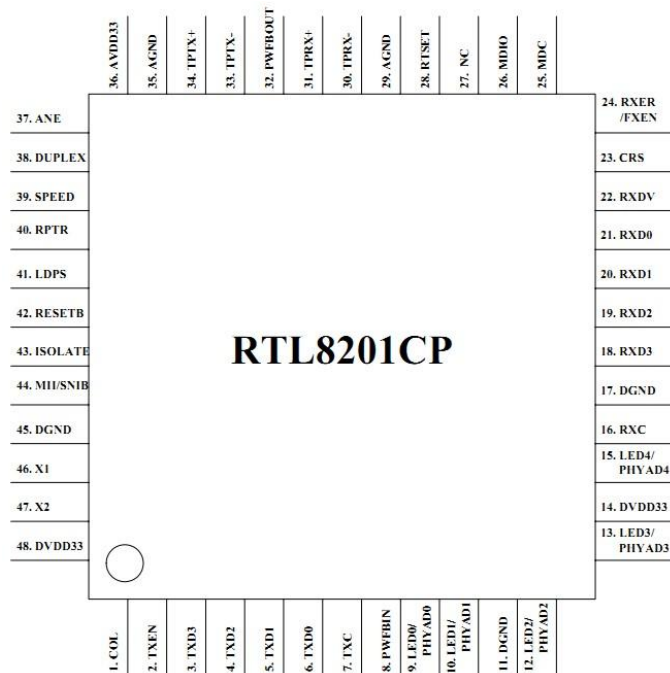 36. AVDD33
35. AGND
34. TPTX+
33. TPTX-
32. PWFBOUT
31. TPRX+
30. TPRX-
29. AGND
28. RTSET
27. NC
26. MDIO
25. MDC
37. ANE
38. DUPLEX
39. SPEED
40. RPTR
41. LDPS
42. RESETB
43. ISOLATE
44. MII/SNIB
45. DGND
46. X1
47. X2
48. DVDD33
RTL8201CP
24. RXER
/FXEN
23. CRS
22. RXDV
21. RXD0
20. RXD1
19. RXD2
18. RXD3
17. DGND
16. RXC
15. LED4/
PHYAD4
14. DVDD33
13. LED3/
PHYAD3
1. COL
2. TXEN
3. TXD3
4. TXD2
5. TXD1
6. TXD0
7. TXC
8. PWFBIN
9. LED0/
PHYAD0
10. LED1/
PHYAD1
11. DGND
12. LED2/
PHYAD2